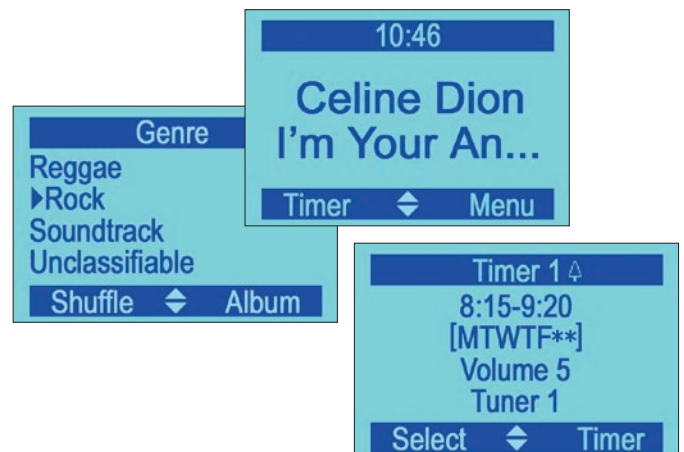 10:46
Celine Dion
I'm Your An...
Timer Menu
Genre
Reggae
Rock
Soundtrack
Unclassifiable
Shuffle Album
Timer 1
8:15-9:20
[MTWTF**]
Volume 5
Tuner 1
Select Timer